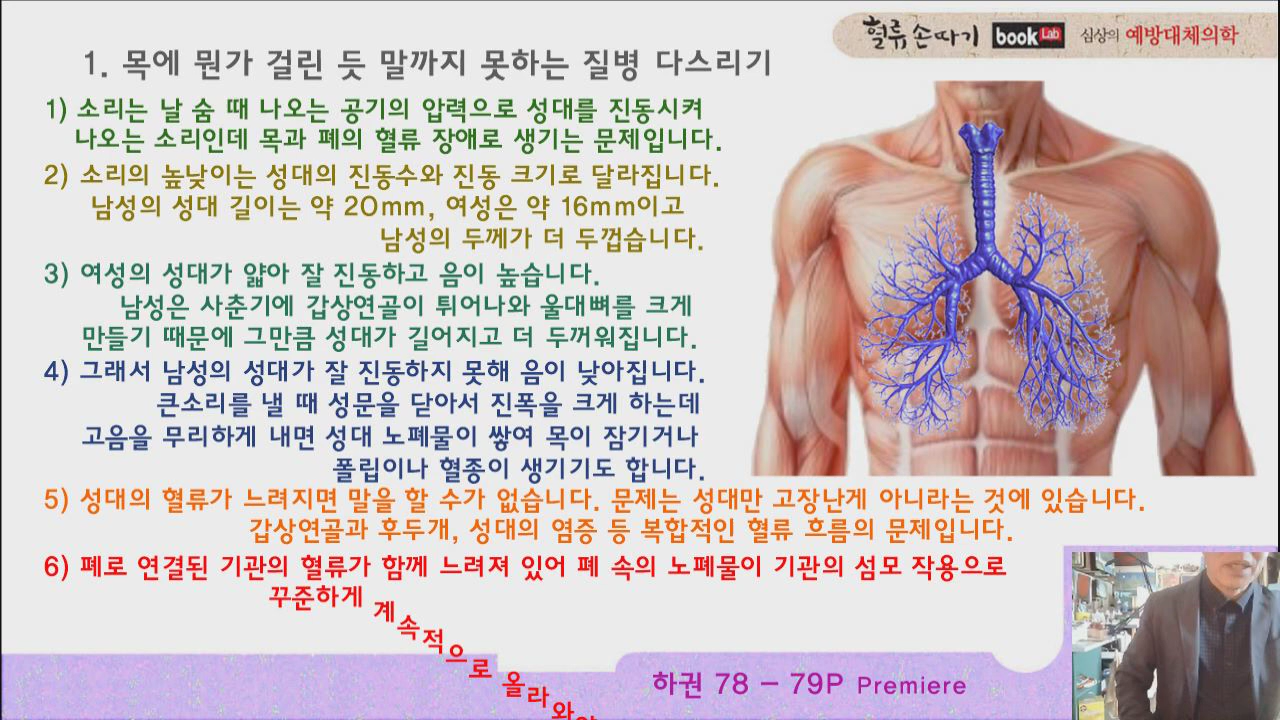 혈류 손따기 book Lab 심상의 예방대체의학
1. 목에 뭔가 걸린 듯 말까지 못하는 질병 다스리기
1) 소리는 날 숨 때 나오는 공기의 압력으로 성대를 진동시켜
나오는 소리인데 목과 폐의 혈류 장애로 생기는 문제입니다.
2) 소리의 높낮이는 성대의 진동수와 진동 크기로 달라집니다.
남성의 성대 길이는 약 20mm, 여성은 약 16mm이고
남성의 두께가 더 두껍습니다.
3) 여성의 성대가 얇아 잘 진동하고 음이 높습니다.
남성은 사춘기에 갑상연골이 튀어나와 울대뼈를 크게
만들기 때문에 그만큼 성대가 길어지고 더 두꺼워집니다.
4) 그래서 남성의 성대가 잘 진동하지 못해 음이 낮아집니다.
큰소리를 낼 때 성문을 닫아서 진폭을 크게 하는데
고음을 무리하게 내면 성대 노폐물이 쌓여 목이 잠기거나
폴립이나 혈종이 생기기도 합니다.
5) 성대의 혈류가 느려지면 말을 할 수가 없습니다. 문제는 성대만 고장난게 아니라는 것에 있습니다.
갑상연골과 후두개, 성대의 염증 등 복합적인 혈류 흐름의 문제입니다.
6) 폐로 연결된 기관의 혈류가 함께 느려져 있어 폐 속의 노폐물이 기관의 섬모 작용으로
꾸준하게 계속적으로 올라와
하권 78 - 79P Premiere